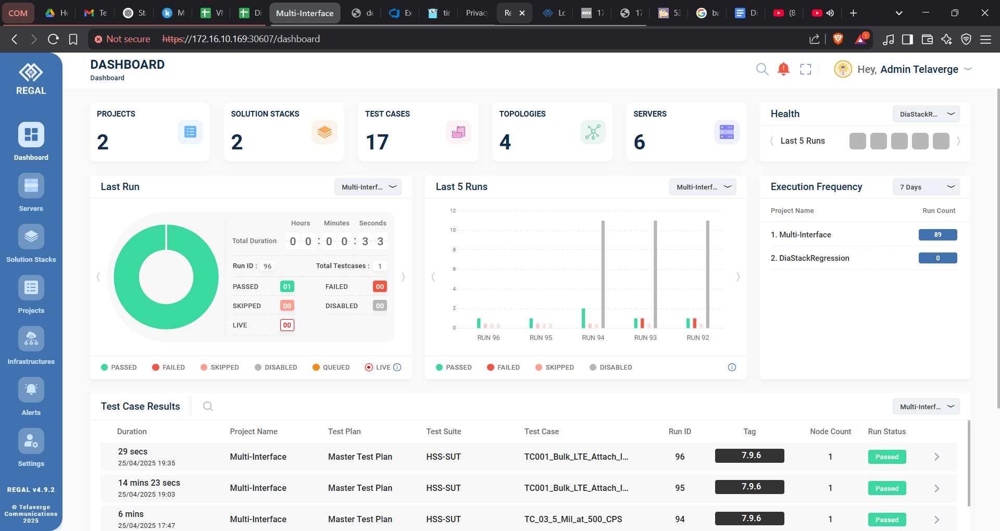 COM
Hc
Te
St
M
VM
Di
Multi-Interface
de
Ex
tir
Privacy
Re
Lc
AWX
17
17
53
ba
Di
(8
Not secure
https://172.16.10.169:30607/dashboard
REGAL
DASHBOARD
Dashboard
Hey, Admin Telaverge
Dashboard
Servers
Solution Stacks
Projects
Infrastructures
Alerts
Settings
REGAL v4.9.2
© Telaverge
Communications
2025
PROJECTS
2
SOLUTION STACKS
2
TEST CASES
17
TOPOLOGIES
4
SERVERS
6
Health
DiaStackR...
Last 5 Runs
Last Run
Multi-Interf...
Hours Minutes Seconds
Total Duration 0 0 : 0 0 : 3 3
Run ID : 96 Total Testcases : 1
PASSED 01 FAILED 00
SKIPPED 00 DISABLED 00
LIVE 00
PASSED FAILED SKIPPED DISABLED QUEUED LIVE
Last 5 Runs
Multi-Interf...
12
10
8
6
4
2
0
RUN 96 RUN 95 RUN 94 RUN 93 RUN 92
PASSED FAILED SKIPPED DISABLED
Execution Frequency
7 Days
Project Name Run Count
1. Multi-Interface 89
2. DiaStackRegression 0
Test Case Results
Multi-Interf...
Duration Project Name Test Plan Test Suite Test Case Run ID Tag Node Count Run Status
29 secs
25/04/2025 19:35
Multi-Interface Master Test Plan HSS-SUT TC001_Bulk_LTE_Attach_I... 96 7.9.6 1 Passed
14 mins 23 secs
25/04/2025 19:03
Multi-Interface Master Test Plan HSS-SUT TC001_Bulk_LTE_Attach_I... 95 7.9.6 1 Passed
6 mins
25/04/2025 17:47
Multi-Interface Master Test Plan HSS-SUT TC_03_5_Mil_at_500_CPS 94 7.9.6 1 Passed